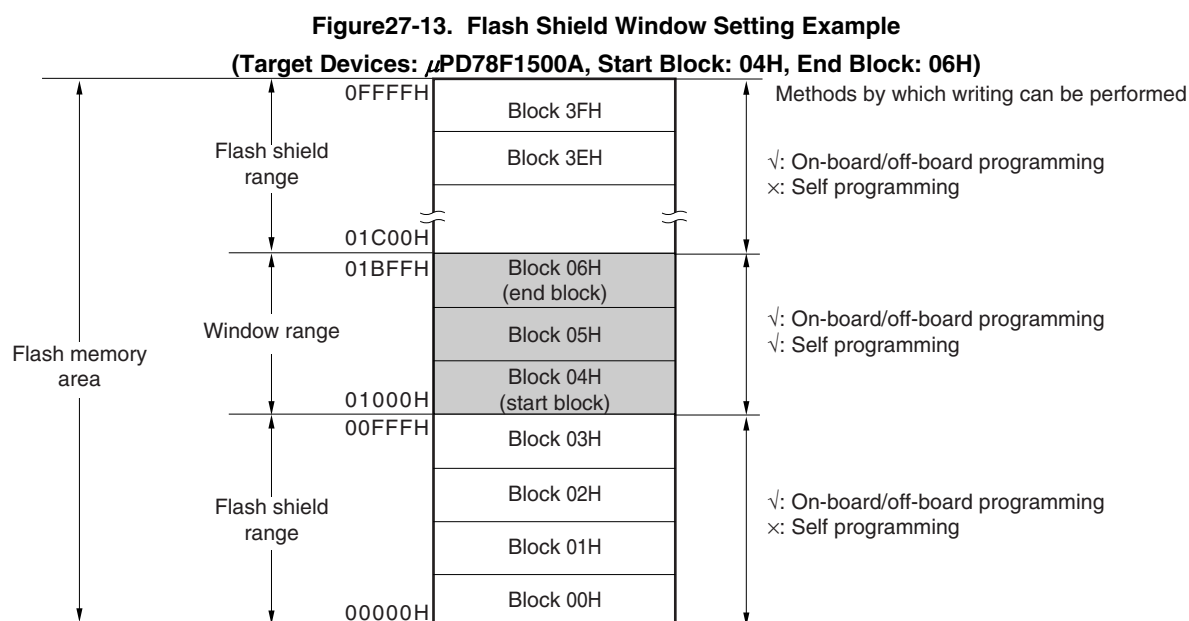 Figure27-13. Flash Shield Window Setting Example
(Target Devices: μPD78F1500A, Start Block: 04H, End Block: 06H)
0FFFFH
Block 3FH
Methods by which writing can be performed
Flash shield
range
Block 3EH
√: On-board/off-board programming
×: Self programming
01C00H
01BFFH
Block 06H
(end block)
Window range
Block 05H
√: On-board/off-board programming
√: Self programming
Flash memory
area
Block 04H
(start block)
01000H
00FFFH
Block 03H
Flash shield
range
Block 02H
√: On-board/off-board programming
×: Self programming
Block 01H
Block 00H
00000H